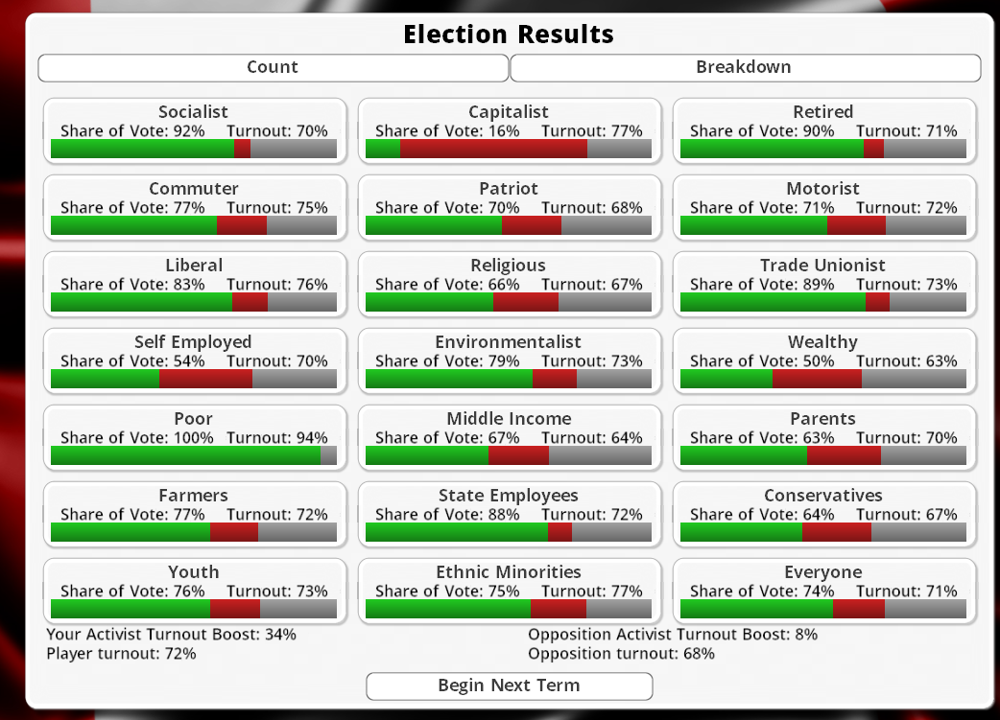 Election Results
Count Breakdown
Socialist Capitalist Retired
Share of Vote: 92% Turnout: 70% Share of Vote: 16% Turnout: 77% Share of Vote: 90% Turnout: 71%
Commuter Patriot Motorist
Share of Vote: 77% Turnout: 75% Share of Vote: 70% Turnout: 68% Share of Vote: 71% Turnout: 72%
Liberal Religious Trade Unionist
Share of Vote: 83% Turnout: 76% Share of Vote: 66% Turnout: 67% Share of Vote: 89% Turnout: 73%
Self Employed Environmentalist Wealthy
Share of Vote: 54% Turnout: 70% Share of Vote: 79% Turnout: 73% Share of Vote: 50% Turnout: 63%
Poor Middle Income Parents
Share of Vote: 100% Turnout: 94% Share of Vote: 67% Turnout: 64% Share of Vote: 63% Turnout: 70%
Farmers State Employees Conservatives
Share of Vote: 77% Turnout: 72% Share of Vote: 88% Turnout: 72% Share of Vote: 64% Turnout: 67%
Youth Ethnic Minorities Everyone
Share of Vote: 76% Turnout: 73% Share of Vote: 75% Turnout: 77% Share of Vote: 74% Turnout: 71%
Your Activist Turnout Boost: 34% Opposition Activist Turnout Boost: 8%
Player turnout: 72% Opposition turnout: 68%
Begin Next Term